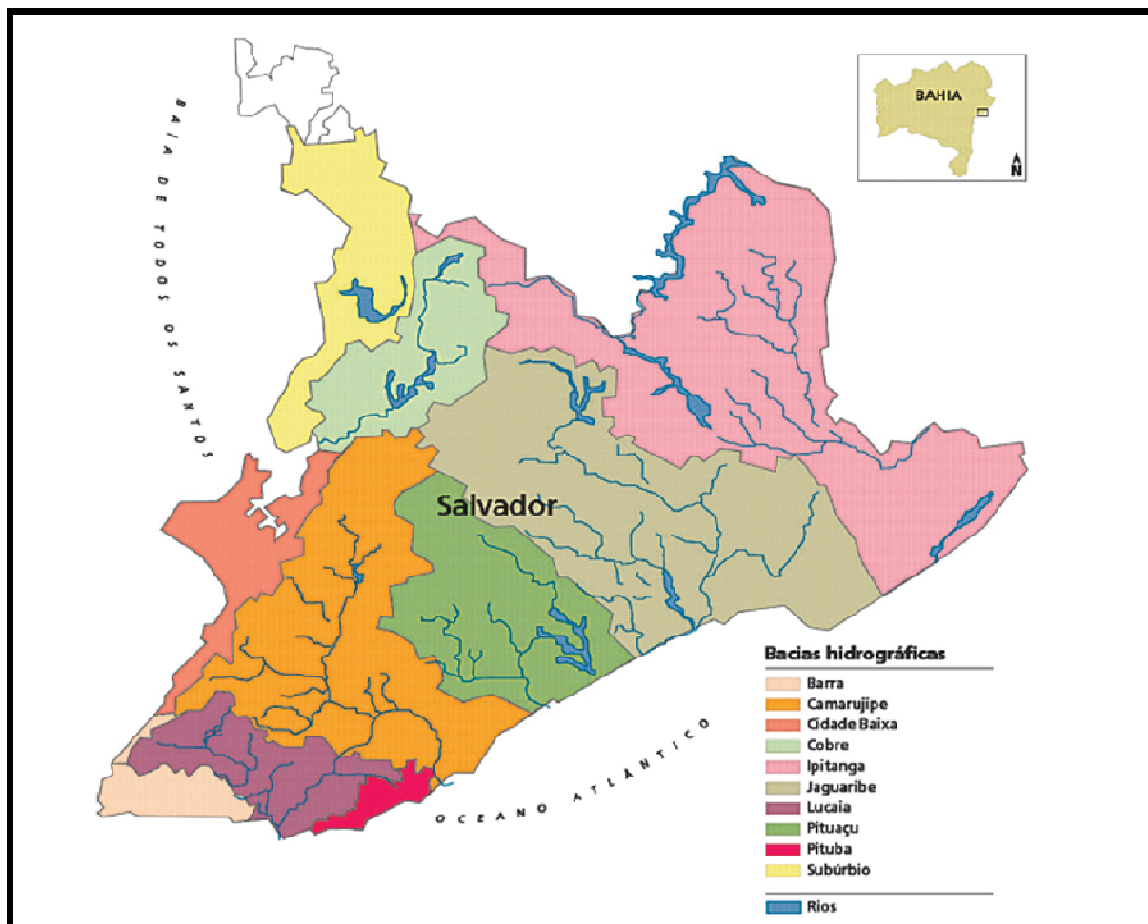 BAHIA
N
BAÍA DE TODOS OS SANTOS
Salvador
OCEANO ATLÂNTICO
Bacias hidrográficas
Barra
Camarujipe
Cidade Baixa
Cobre
Ipitanga
Jaguaribe
Lucaia
Pituaçu
Pituba
Subúrbio
Rios